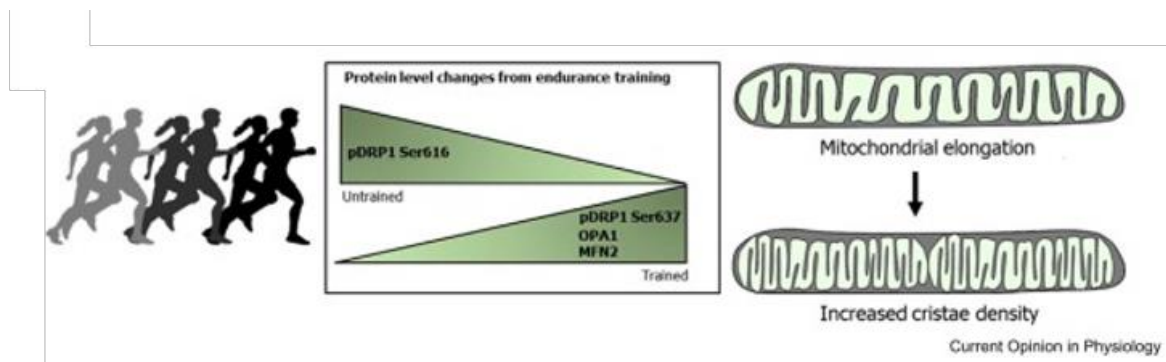 Protein level changes from endurance training
pDRP1 Ser616
Untrained
pDRP1 Ser637
OPA1
MFN2
Trained
Mitochondrial elongation
Increased cristae density
Current Opinion in Physiology